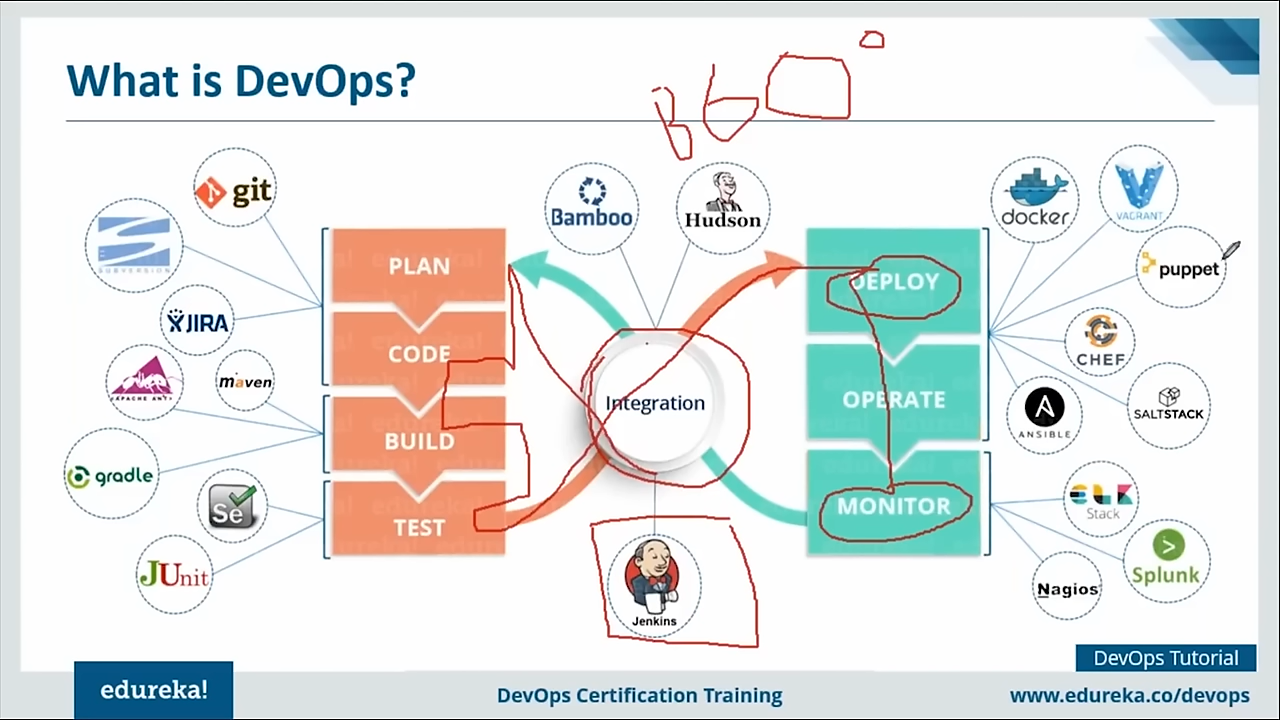 What is DevOps?
git
SUBVERSION
JIRA
APACHE ANT
maven
gradle
Se
JUnit
PLAN
CODE
BUILD
TEST
Bamboo
Hudson
Integration
Jenkins
DEPLOY
OPERATE
MONITOR
docker
VAGRANT
puppet
CHEF
SALTSTACK
ANSIBLE
ELK
Stack
Splunk
Nagios
DevOps Tutorial
edureka!
DevOps Certification Training
www.edureka.co/devops